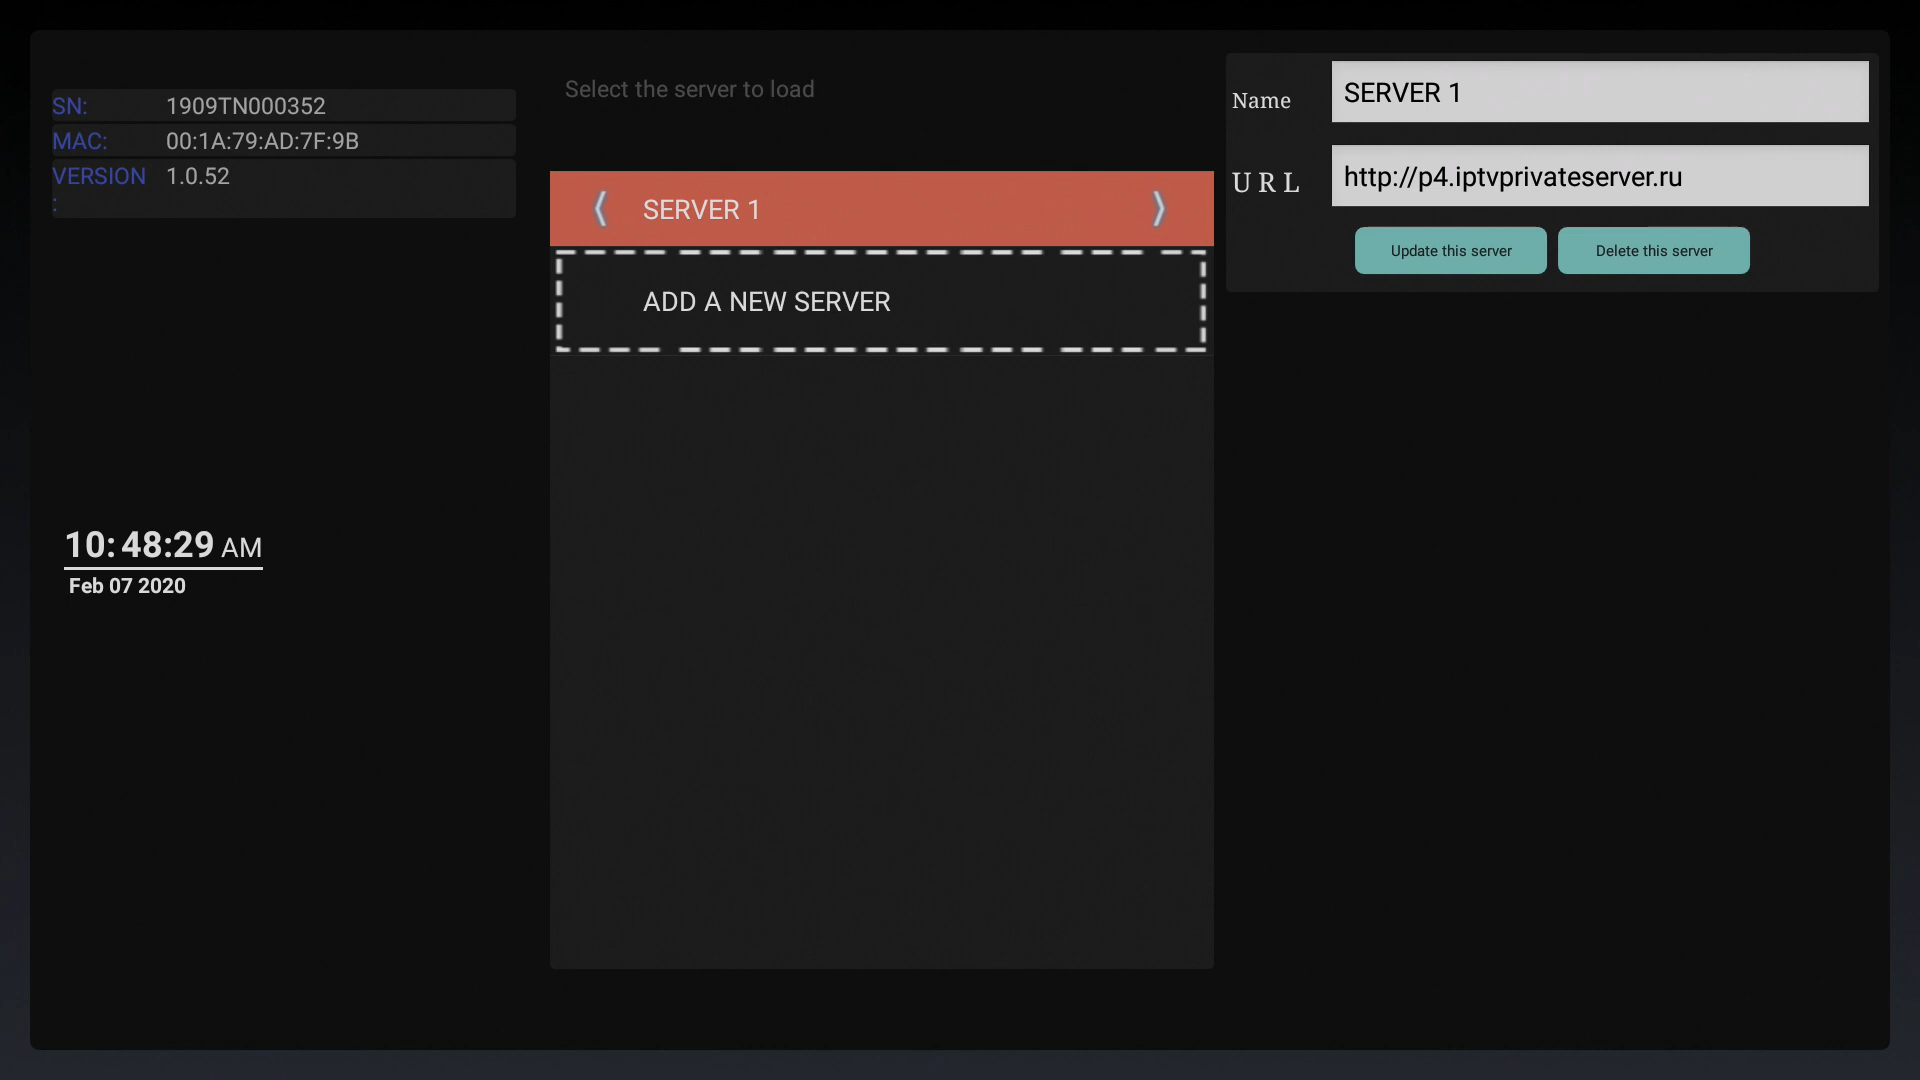 SN: 1909TN000352
MAC: 00:1A:79:AD:7F:9B
VERSION : 1.0.52
10:48:29 AM
Feb 07 2020
Select the server to load
SERVER 1
ADD A NEW SERVER
Name SERVER 1
URL http://p4.iptvprivateserver.ru
Update this server Delete this server